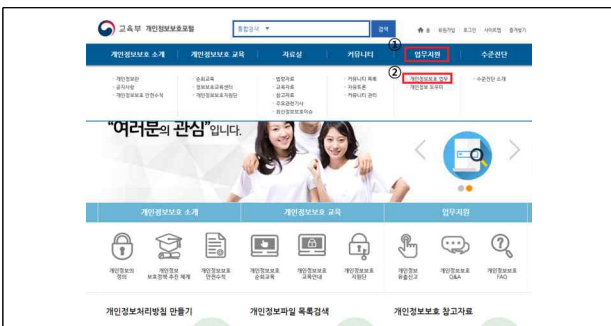 교육부 개인정보보호포털
통합검색 ▼ 검색
홈 | 회원가입 | 로그인 | 사이트맵 | 즐겨찾기
①
개인정보보호 소개 개인정보보호 교육 자료실 커뮤니티 업무지원 수준진단
②
· 개인정보란 · 순회교육 · 법령자료 · 커뮤니티 목록 · 개인정보보호 업무 · 수준진단 소개
· 공지사항 · 정보보호교육센터 · 교육자료 · 자유토론 · 개인정보 도우미
· 개인정보보호 안전수칙 · 개인정보보호지원단 · 참고자료 · 커뮤니티 관리
· 주요관련기사
· 최신정보보호이슈
“여러분의 관심”입니다.
개인정보보호 소개 개인정보보호 교육 업무지원
개인정보의 정의
개인정보 보호정책 추진 체계
개인정보보호 안전수칙
개인정보보호 순회교육
개인정보보호 교육안내
개인정보보호 지원단
개인정보 유출신고
개인정보보호 Q&A
개인정보보호 FAQ
개인정보처리방침 만들기 개인정보파일 목록검색 개인정보보호 참고자료